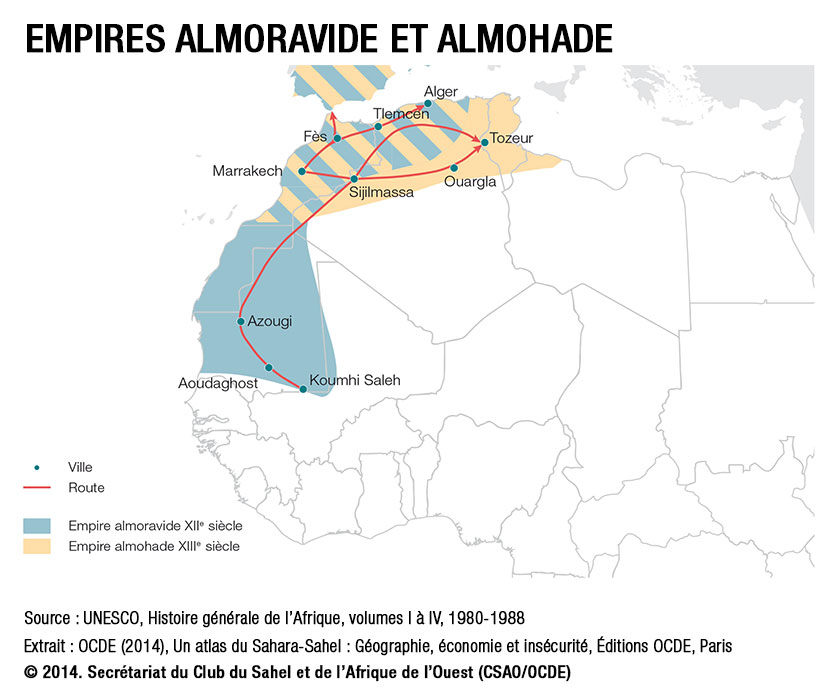 EMPIRES ALMORAVIDE ET ALMOHADE
Alger
Tlemcen
Fès
Tozeur
Marrakech
Ouargla
Sijilmassa
Azougi
Aoudaghost
Koumhi Saleh
Ville
Route
Empire almoravide XIIe siècle
Empire almohade XIIIe siècle
Source : UNESCO, Histoire générale de l'Afrique, volumes I à IV, 1980-1988
Extrait : OCDE (2014), Un atlas du Sahara-Sahel : Géographie, économie et insécurité, Éditions OCDE, Paris
© 2014. Secrétariat du Club du Sahel et de l'Afrique de l'Ouest (CSAO/OCDE)